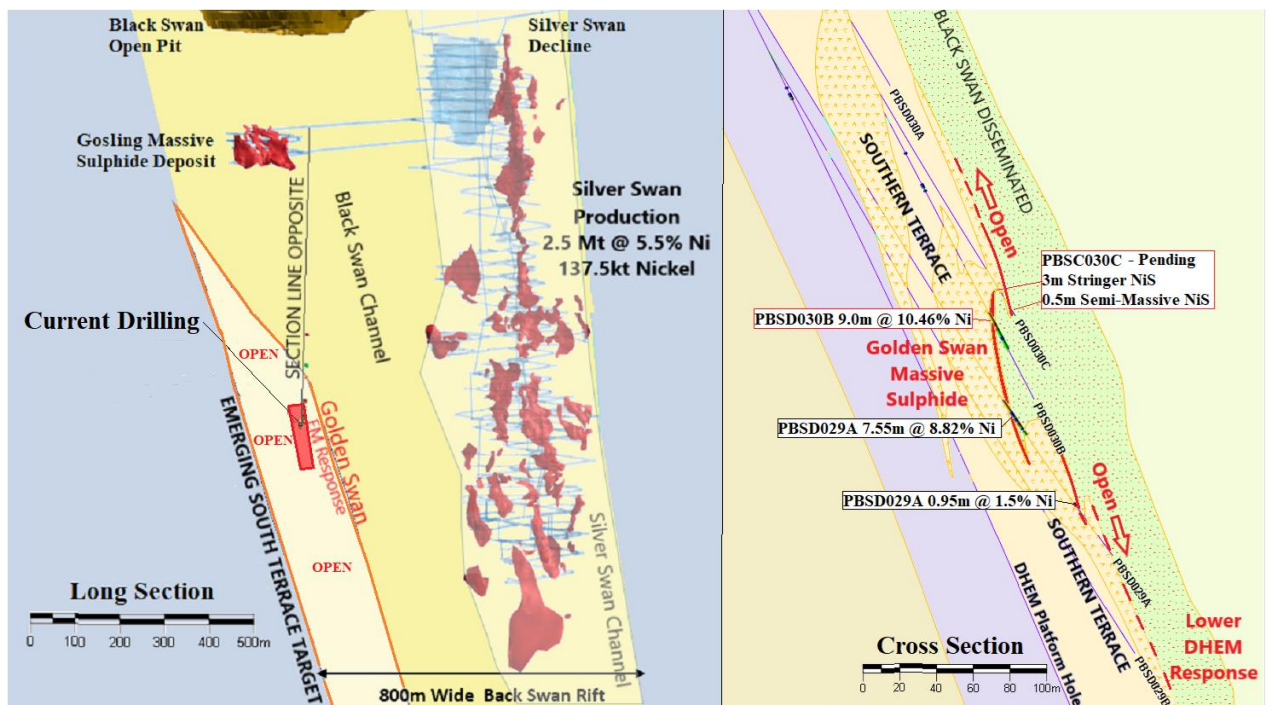 Black Swan
Open Pit
Silver Swan
Decline
Gosling Massive
Sulphide Deposit
SECTION LINE OPPOSITE
Black Swan Channel
Silver Swan
Production
2.5 Mt @ 5.5% Ni
137.5kt Nickel
Current Drilling
OPEN
OPEN
OPEN
Golden Swan
EM Response
EMERGING SOUTH TERRACE TARGET
Silver Swan Channel
Long Section
0 100 200 300 400 500m
800m Wide Back Swan Rift
BLACK SWAN DISSEMINATED
PBSD030A
SOUTHERN TERRACE
Open
PBSC030C - Pending
3m Stringer NiS
0.5m Semi-Massive NiS
PBSD030B 9.0m @ 10.46% Ni
PBSD030C
Golden Swan
Massive
Sulphide
PBSD029A 7.55m @ 8.82% Ni
PBSD030B
Open
PBSD029A 0.95m @ 1.5% Ni
SOUTHERN TERRACE
PBSD029A
DHEM Platform Hole
Lower
DHEM
Response
PBSD029B
Cross Section
0 20 40 60 80 100m